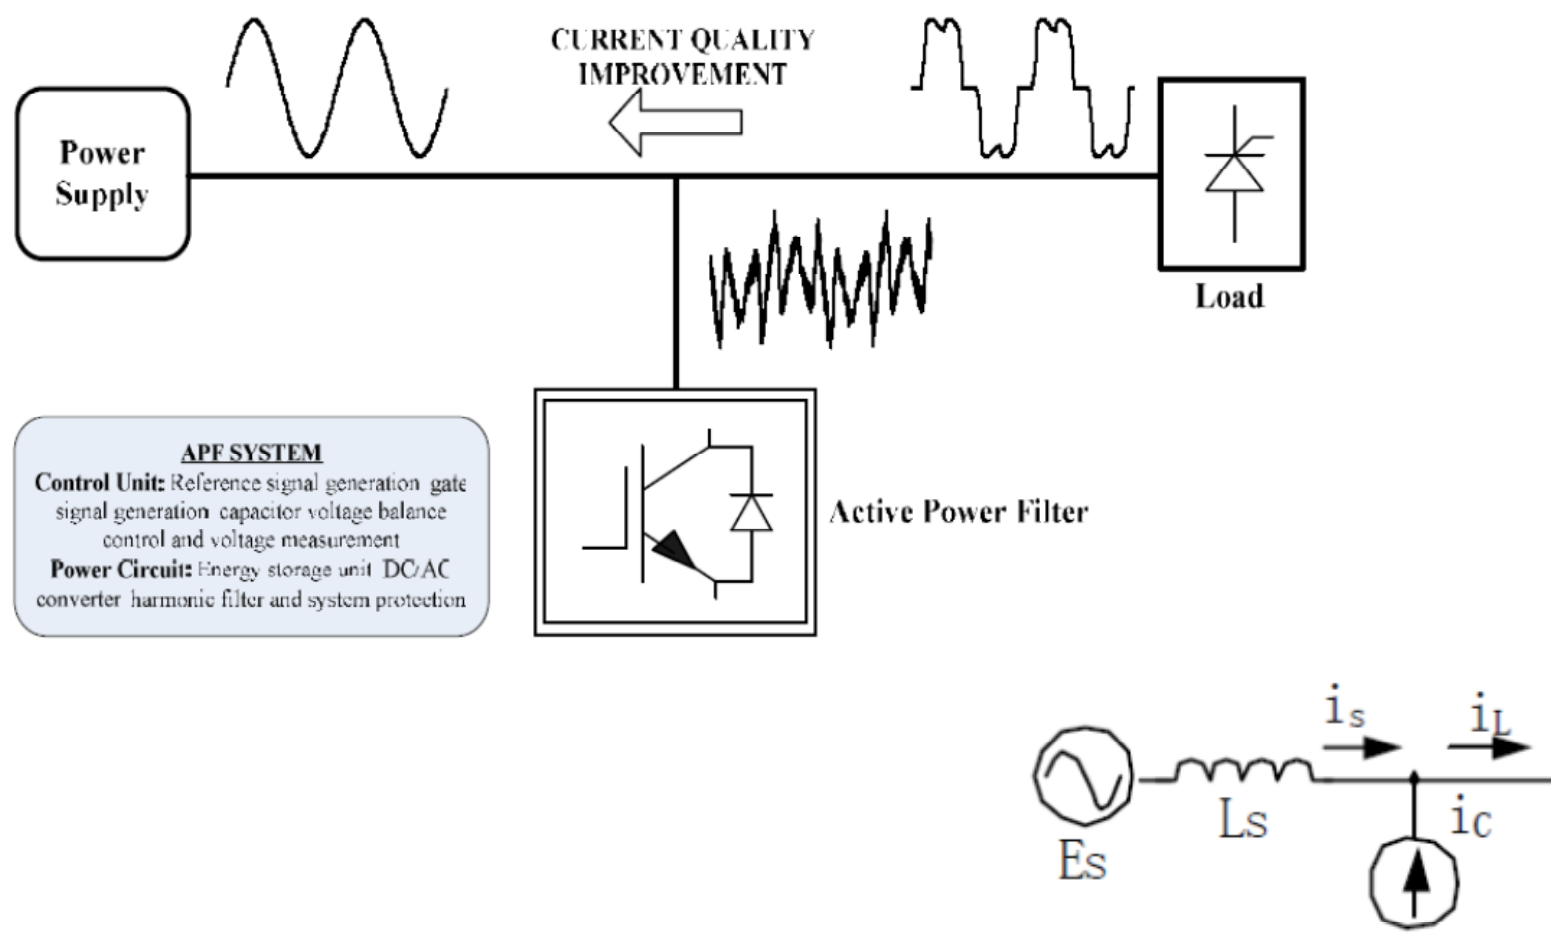 CURRENT QUALITY
IMPROVEMENT
Power
Supply
Load
APF SYSTEM
Control Unit: Reference signal generation gate
signal generation capacitor voltage balance
control and voltage measurement
Power Circuit: Energy storage unit DC/AC
converter harmonic filter and system protection
Active Power Filter
is
iL
Ls
iC
Es